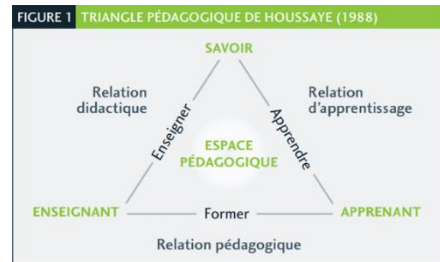 FIGURE 1 TRIANGLE PÉDAGOGIQUE DE HOUSSAYE (1988)
SAVOIR
Relation
didactique
Relation
d'apprentissage
Enseigner
Apprendre
ESPACE
PÉDAGOGIQUE
ENSEIGNANT
Former
APPRENANT
Relation pédagogique